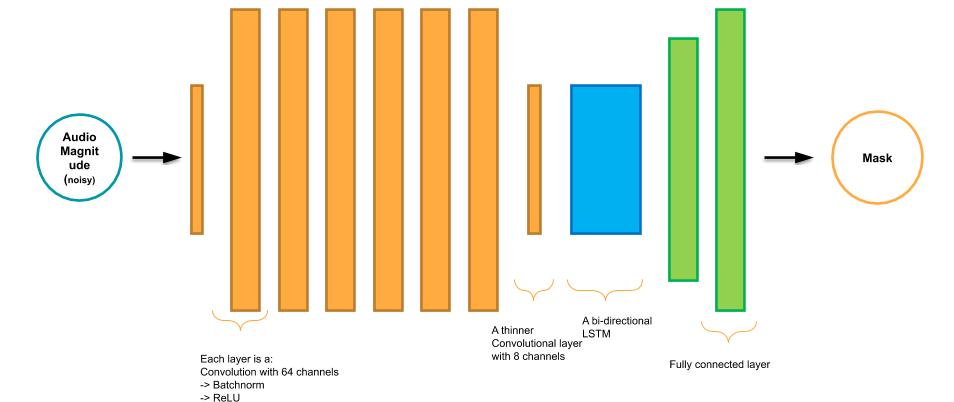 Audio
Magnit
ude
(noisy)
Mask
A thinner
Convolutional layer
with 8 channels
A bi-directional
LSTM
Each layer is a:
Convolution with 64 channels
-> Batchnorm
-> ReLU
Fully connected layer